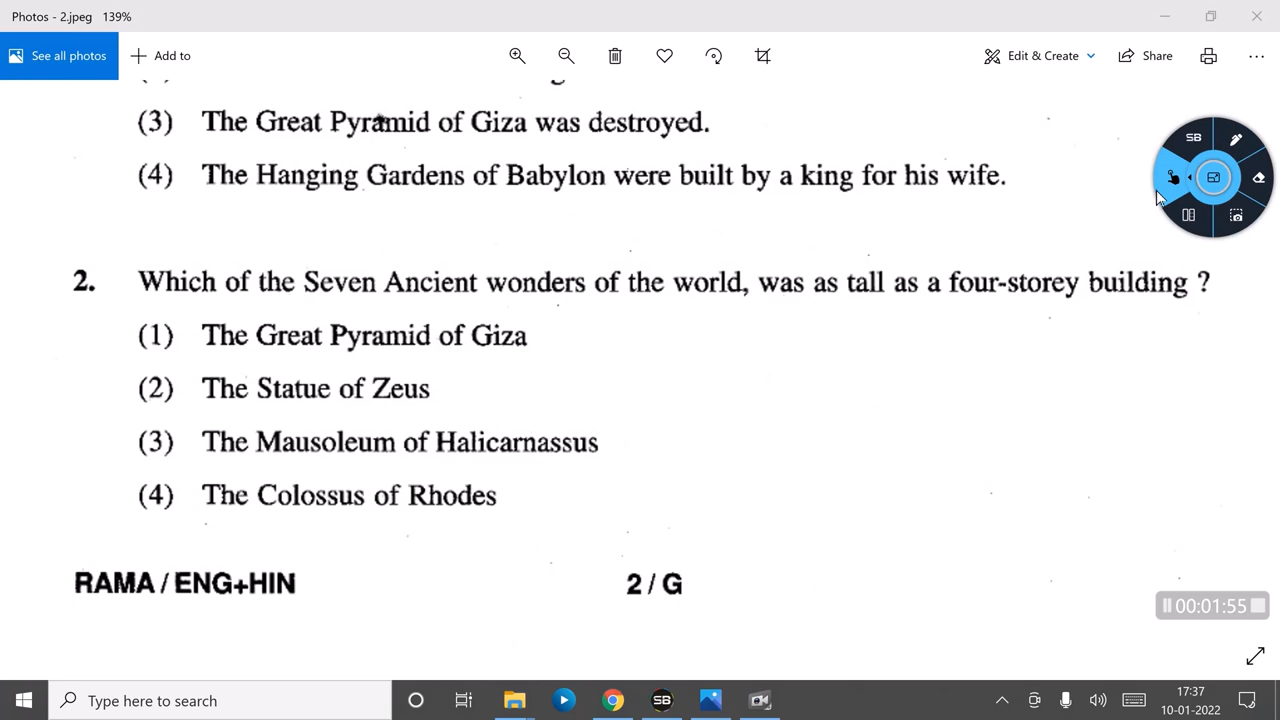 Photos - 2.jpeg 139%
See all photos
Add to
Edit & Create
Share
(3) The Great Pyramid of Giza was destroyed.
SB
(4) The Hanging Gardens of Babylon were built by a king for his wife.
2. Which of the Seven Ancient wonders of the world, was as tall as a four-storey building ?
(1) The Great Pyramid of Giza
(2) The Statue of Zeus
(3) The Mausoleum of Halicarnassus
(4) The Colossus of Rhodes
RAMA / ENG+HIN 2 / G
00:01:55
Type here to search
SB
17:37
10-01-2022